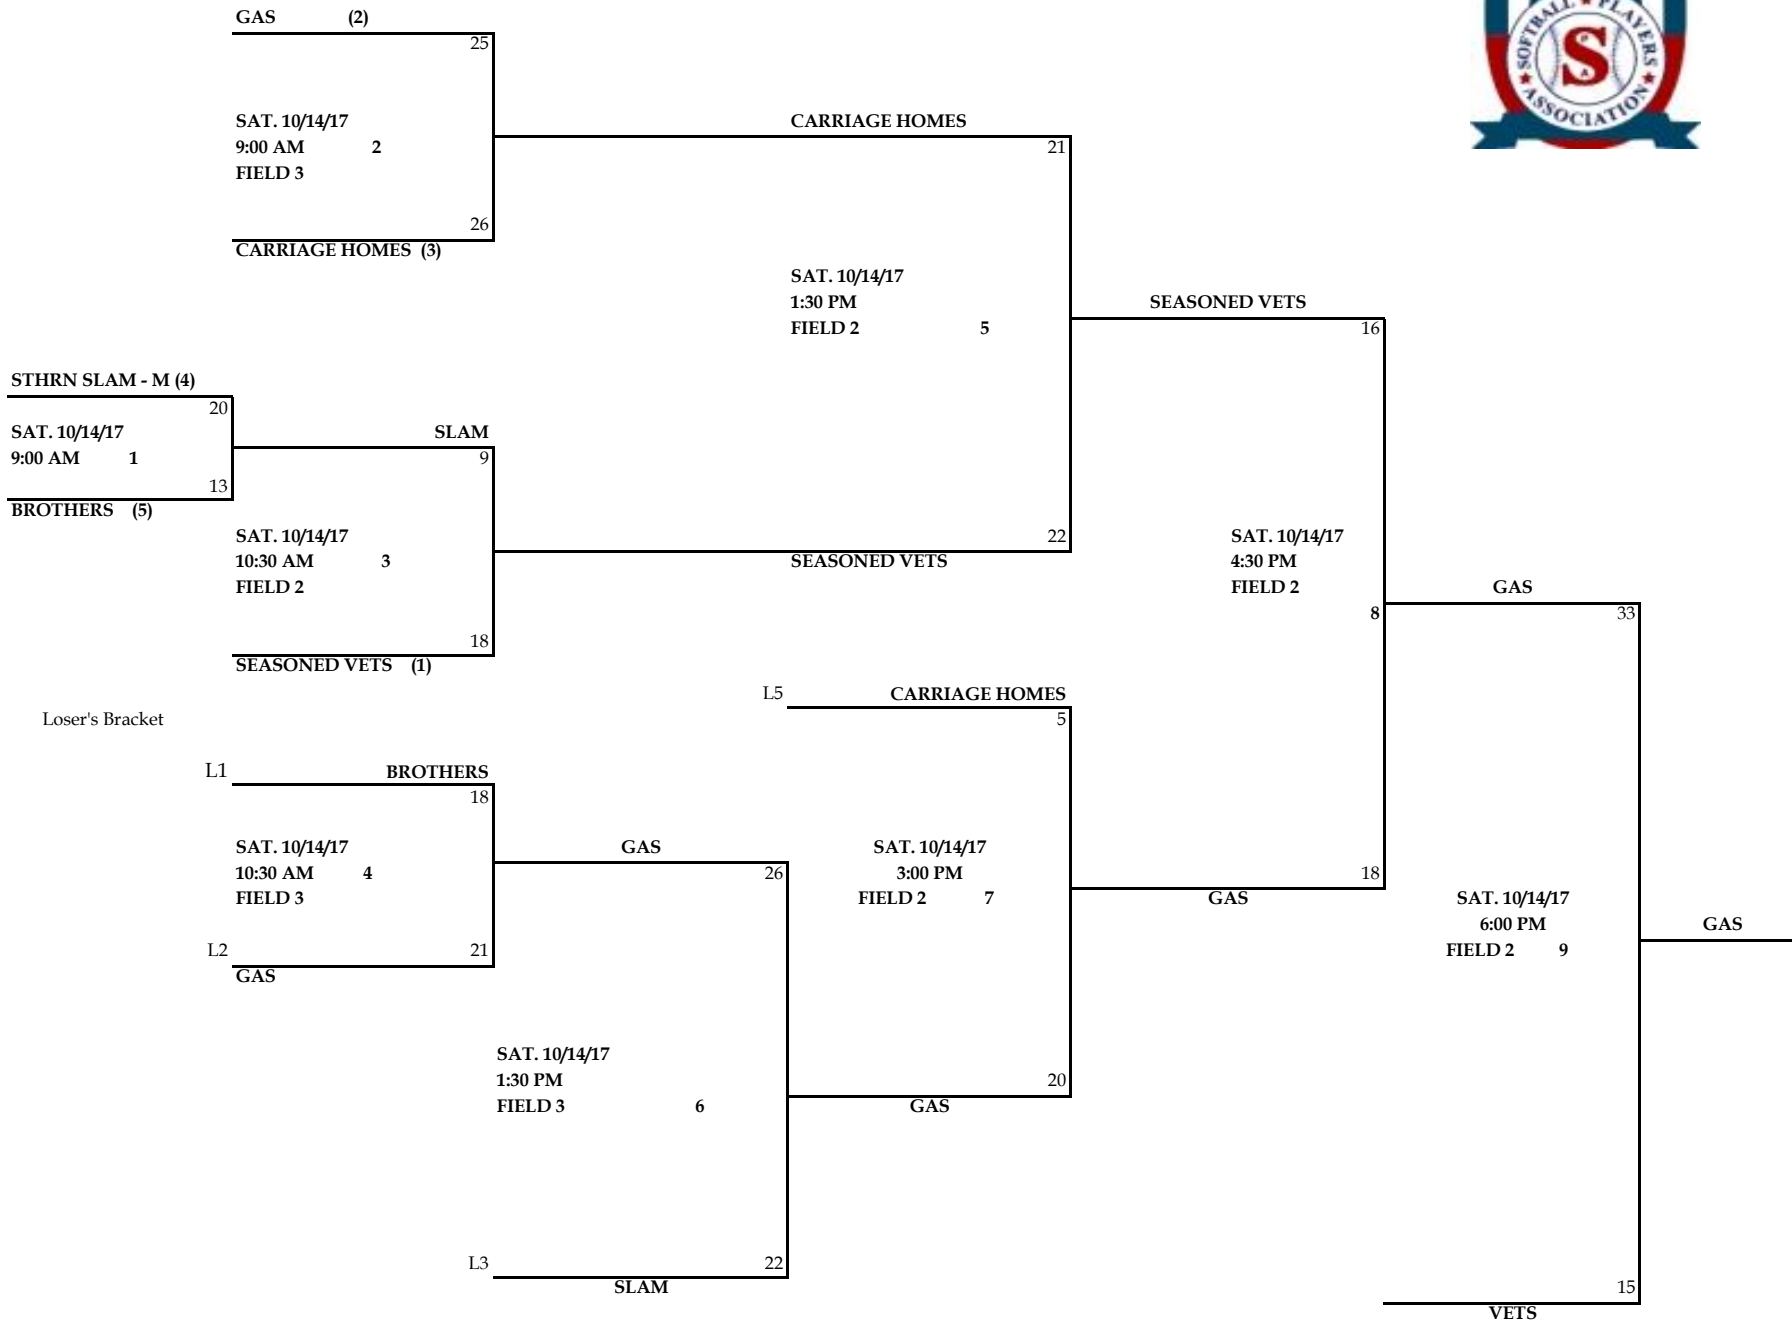 GAS (2)
25
SOFTBALL ★ PLAYERS
S
★ ASSOCIATION ★
SAT. 10/14/17
9:00 AM 2
FIELD 3
CARRIAGE HOMES
21
26
CARRIAGE HOMES (3)
SAT. 10/14/17
1:30 PM
FIELD 2 5
SEASONED VETS
16
STHRN SLAM - M (4)
20
SAT. 10/14/17
9:00 AM 1
13
BROTHERS (5)
SLAM
9
SAT. 10/14/17
10:30 AM 3
FIELD 2
22
SEASONED VETS
SAT. 10/14/17
4:30 PM
FIELD 2
8
GAS
33
18
SEASONED VETS (1)
L5 CARRIAGE HOMES
5
Loser's Bracket
L1 BROTHERS
18
SAT. 10/14/17
10:30 AM 4
FIELD 3
GAS
26
SAT. 10/14/17
3:00 PM
FIELD 2 7
18
GAS
SAT. 10/14/17
6:00 PM
FIELD 2 9
GAS
L2 21
GAS
SAT. 10/14/17
1:30 PM
FIELD 3 6
20
GAS
L3 22
SLAM
15
VETS